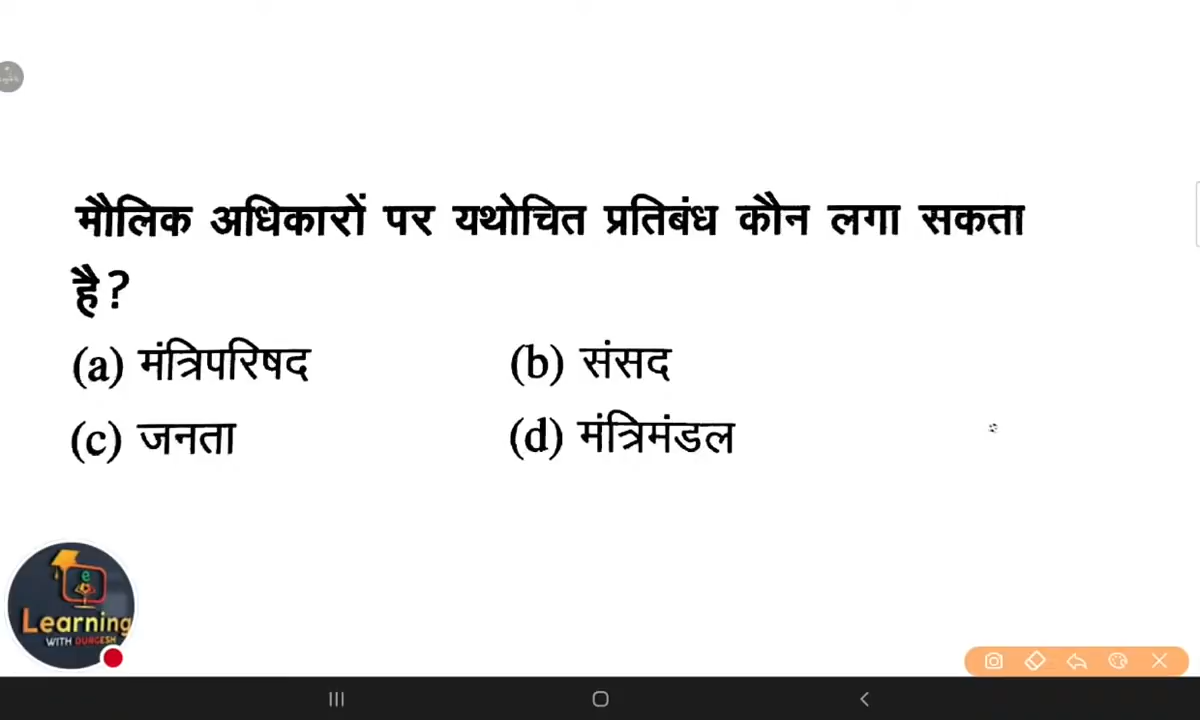 मौलिक अधिकारों पर यथोचित प्रतिबंध कौन लगा सकता
है?
(a) मंत्रिपरिषद (b) संसद
(c) जनता (d) मंत्रिमंडल
e
Learning
WITH DURGESH